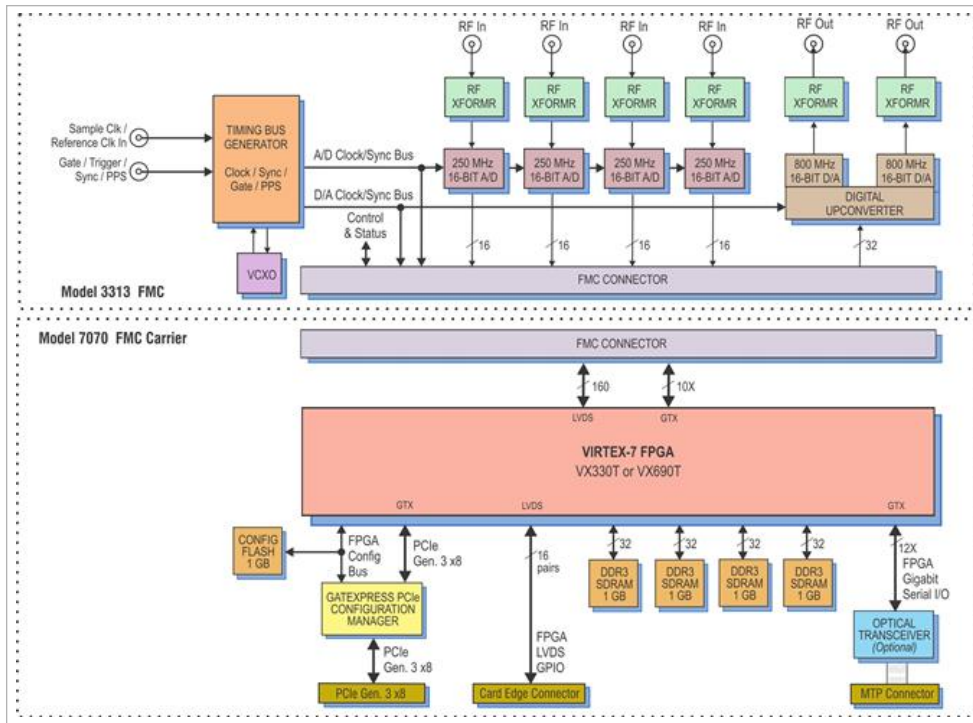 RF In
RF In
RF In
RF In
RF Out
RF Out
RF
XFORMR
RF
XFORMR
RF
XFORMR
RF
XFORMR
RF
XFORMR
RF
XFORMR
Sample Clk /
Reference Clk In
Gate / Trigger /
Sync / PPS
TIMING BUS
GENERATOR
Clock / Sync /
Gate / PPS
A/D Clock/Sync Bus
D/A Clock/Sync Bus
250 MHz
16-BIT A/D
250 MHz
16-BIT A/D
250 MHz
16-BIT A/D
250 MHz
16-BIT A/D
800 MHz
16-BIT D/A
800 MHz
16-BIT D/A
DIGITAL
UPCONVERTER
Control
& Status
16
16
16
16
32
VCXO
FMC CONNECTOR
Model 3313 FMC
Model 7070 FMC Carrier
FMC CONNECTOR
160
10X
LVDS
GTX
VIRTEX-7 FPGA
VX330T or VX690T
GTX
LVDS
GTX
CONFIG
FLASH
1 GB
FPGA
Config
Bus
PCIe
Gen. 3 x8
16
pairs
32
32
32
32
DDR3
SDRAM
1 GB
DDR3
SDRAM
1 GB
DDR3
SDRAM
1 GB
DDR3
SDRAM
1 GB
12X
FPGA
Gigabit
Serial I/O
GATEXPRESS PCIe
CONFIGURATION
MANAGER
OPTICAL
TRANSCEIVER
(Optional)
PCIe
Gen. 3 x8
FPGA
LVDS
GPIO
PCIe Gen. 3 x8
Card Edge Connector
MTP Connector